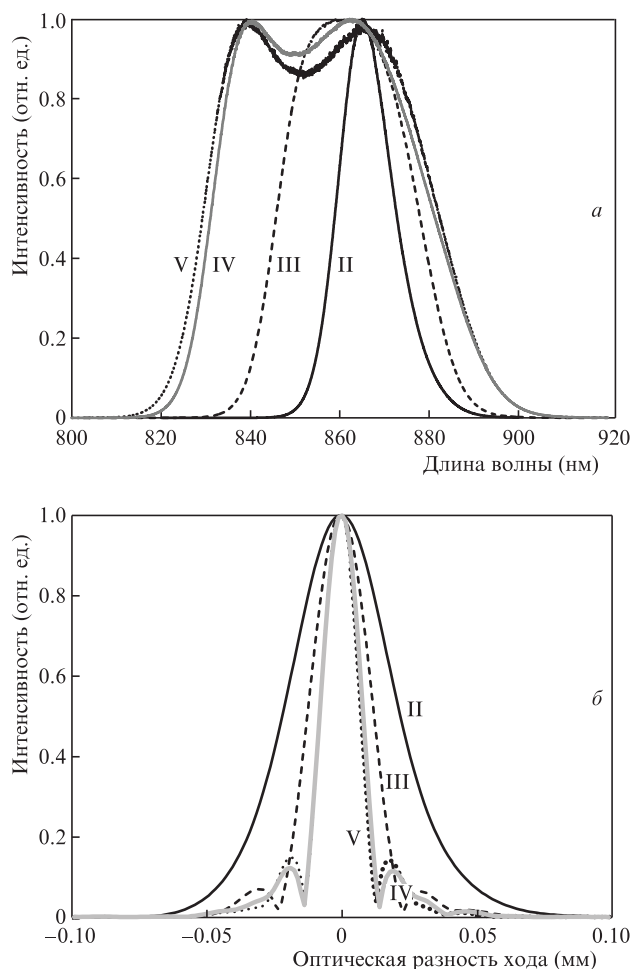 Интенсивность (отн. ед.)
1.0
0.8
0.6
0.4
0.2
0
а
V
IV
III
II
800
820
840
860
880
900
920
Длина волны (нм)
Интенсивность (отн. ед.)
1.0
0.8
0.6
0.4
0.2
0
б
II
III
V
IV
–0.10
–0.05
0
0.05
0.10
Оптическая разность хода (мм)